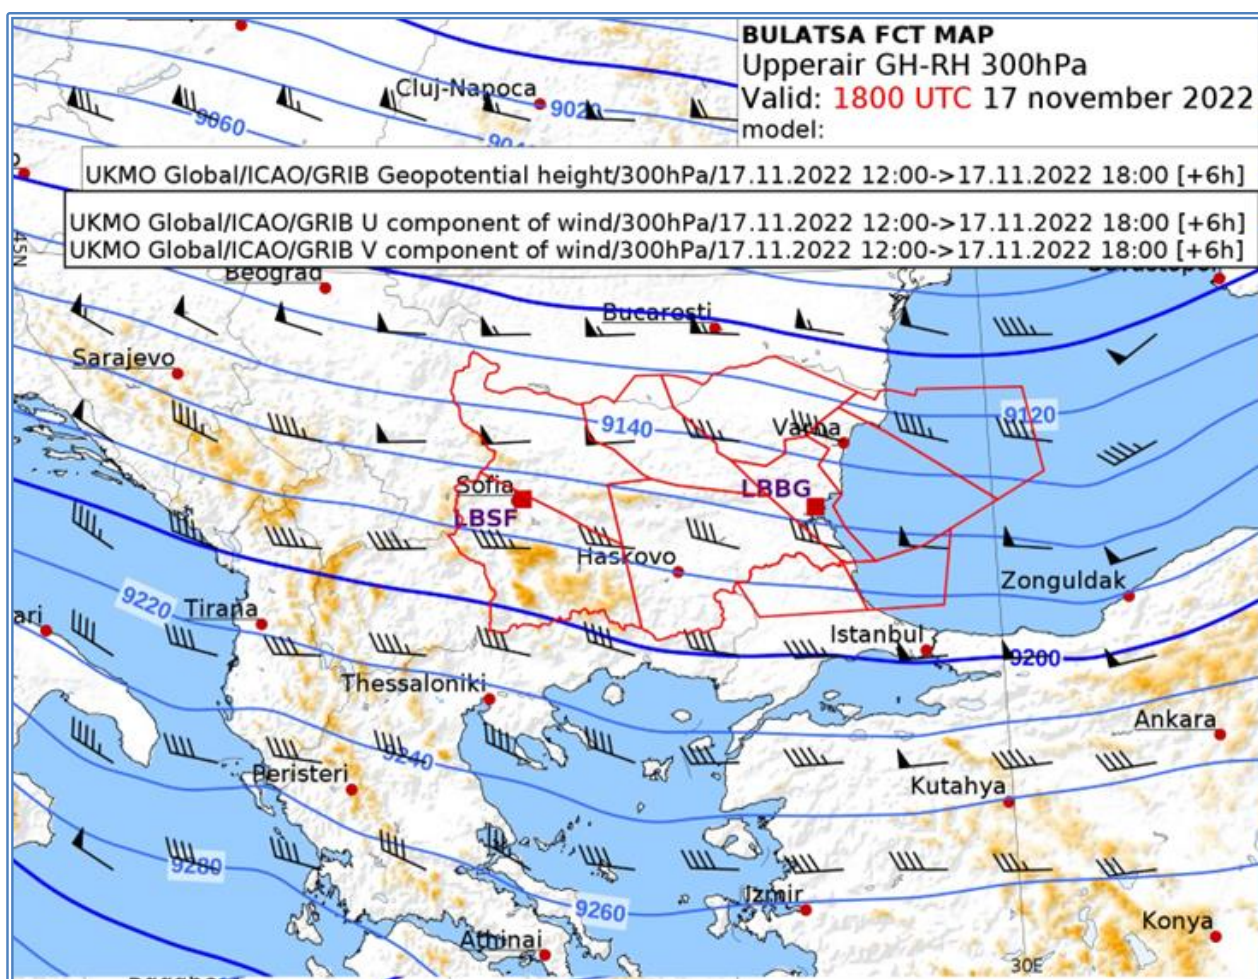 BULATSA FCT MAP
Upperair GH-RH 300hPa
Valid: 1800 UTC 17 november 2022
model:
Cluj-Napoca
9020
9060
UKMO Global/ICAO/GRIB Geopotential height/300hPa/17.11.2022 12:00->17.11.2022 18:00 [+6h]
UKMO Global/ICAO/GRIB U component of wind/300hPa/17.11.2022 12:00->17.11.2022 18:00 [+6h]
UKMO Global/ICAO/GRIB V component of wind/300hPa/17.11.2022 12:00->17.11.2022 18:00 [+6h]
45N
Beograd
Bucarosti
Sarajevo
9120
9140
Varna
Sofia
LBBG
LBSF
Haskovo
Zonguldak
9220
Tirana
ari
Istanbul
9200
Thessaloniki
Ankara
9240
Peristeri
Kutahya
9280
Izmir
9260
Konya
Athinai
30E